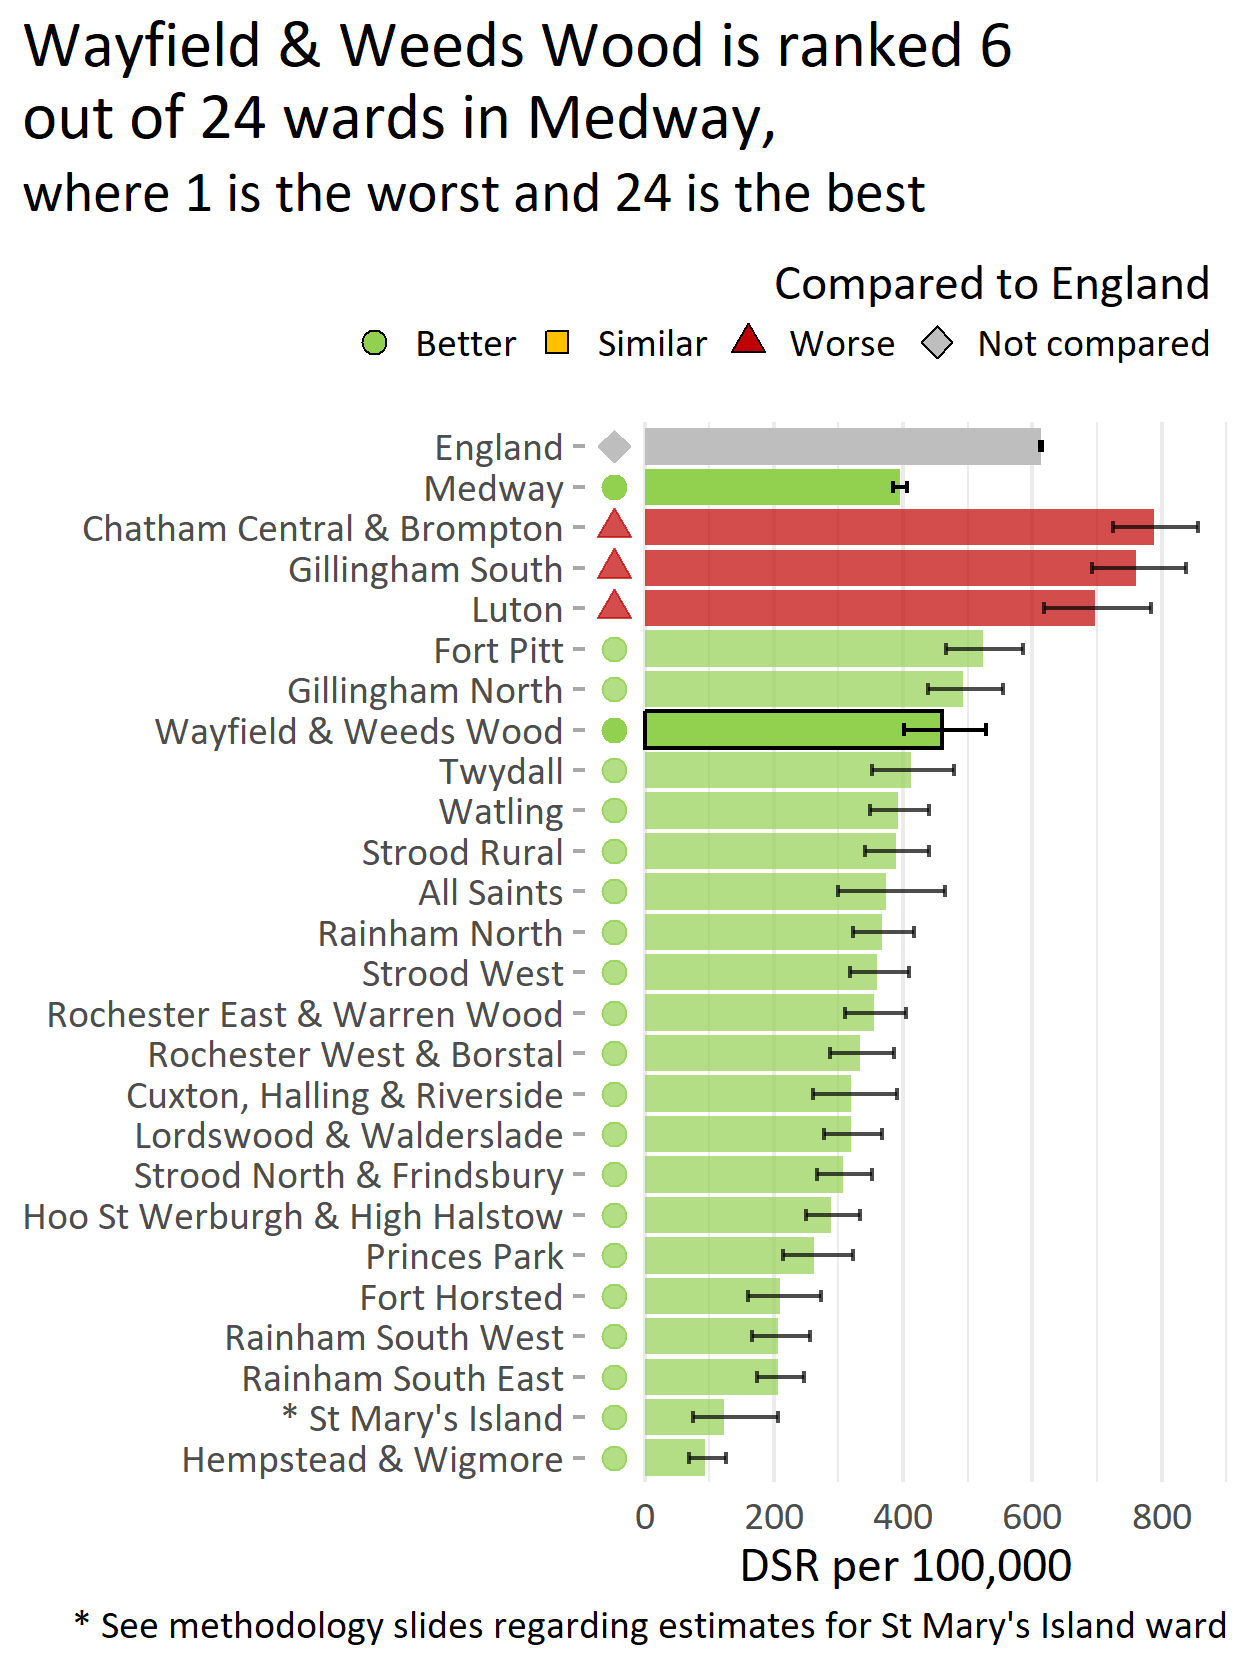 Wayfield & Weeds Wood is ranked 6
out of 24 wards in Medway,
where 1 is the worst and 24 is the best
Compared to England
Better Similar Worse Not compared
England
Medway
Chatham Central & Brompton
Gillingham South
Luton
Fort Pitt
Gillingham North
Wayfield & Weeds Wood
Twydall
Watling
Strood Rural
All Saints
Rainham North
Strood West
Rochester East & Warren Wood
Rochester West & Borstal
Cuxton, Halling & Riverside
Lordswood & Walderslade
Strood North & Frindsbury
Hoo St Werburgh & High Halstow
Princes Park
Fort Horsted
Rainham South West
Rainham South East
* St Mary's Island
Hempstead & Wigmore
0 200 400 600 800
DSR per 100,000
* See methodology slides regarding estimates for St Mary's Island ward